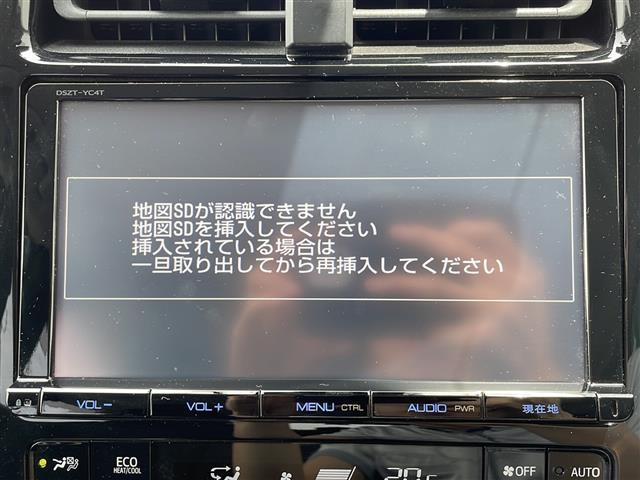 DSZT-YC4T
地図SDが認識できません
地図SDを挿入してください
挿入されている場合は
一旦取り出してから再挿入してください
VOL－ VOL＋ MENU CTRL AUDIO PWR 現在地
ECO OFF AUTO
HEAT/COOL